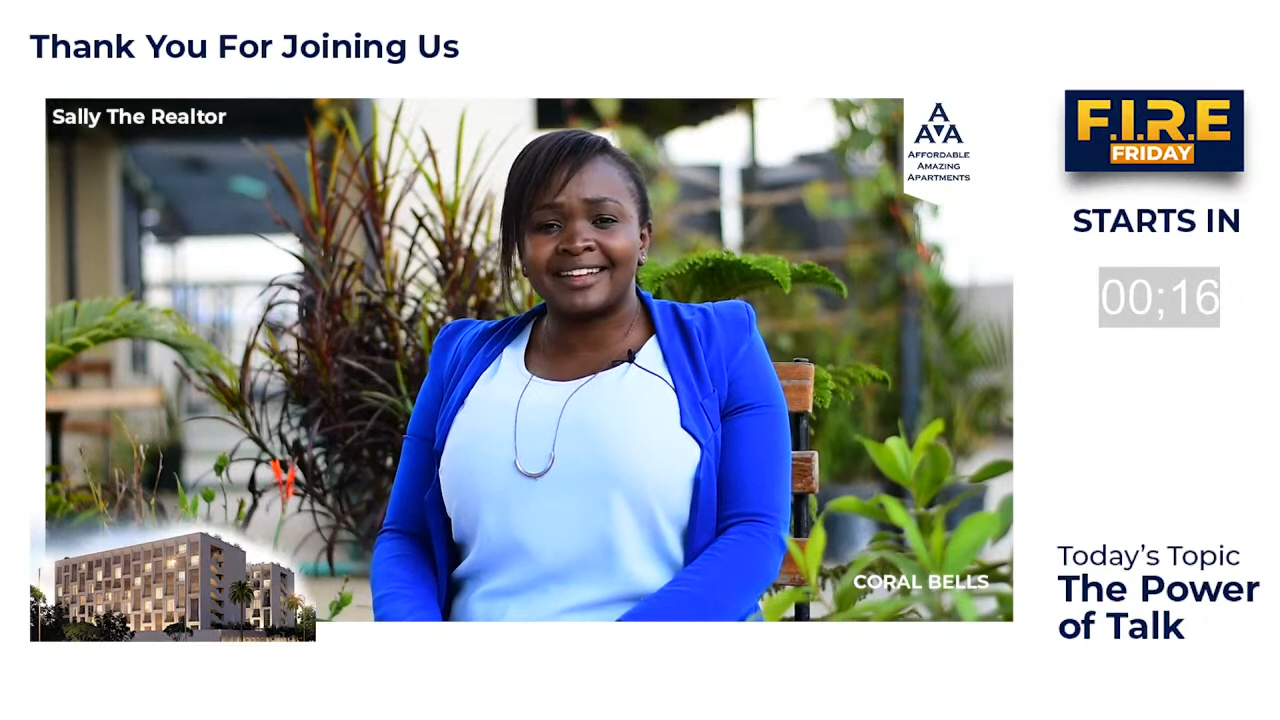 Thank You For Joining Us
Sally The Realtor
AAVA
AFFORDABLE
AMAZING
APARTMENTS
F.I.R.E
FRIDAY
STARTS IN
00;16
CORAL BELLS
Today's Topic
The Power
of Talk